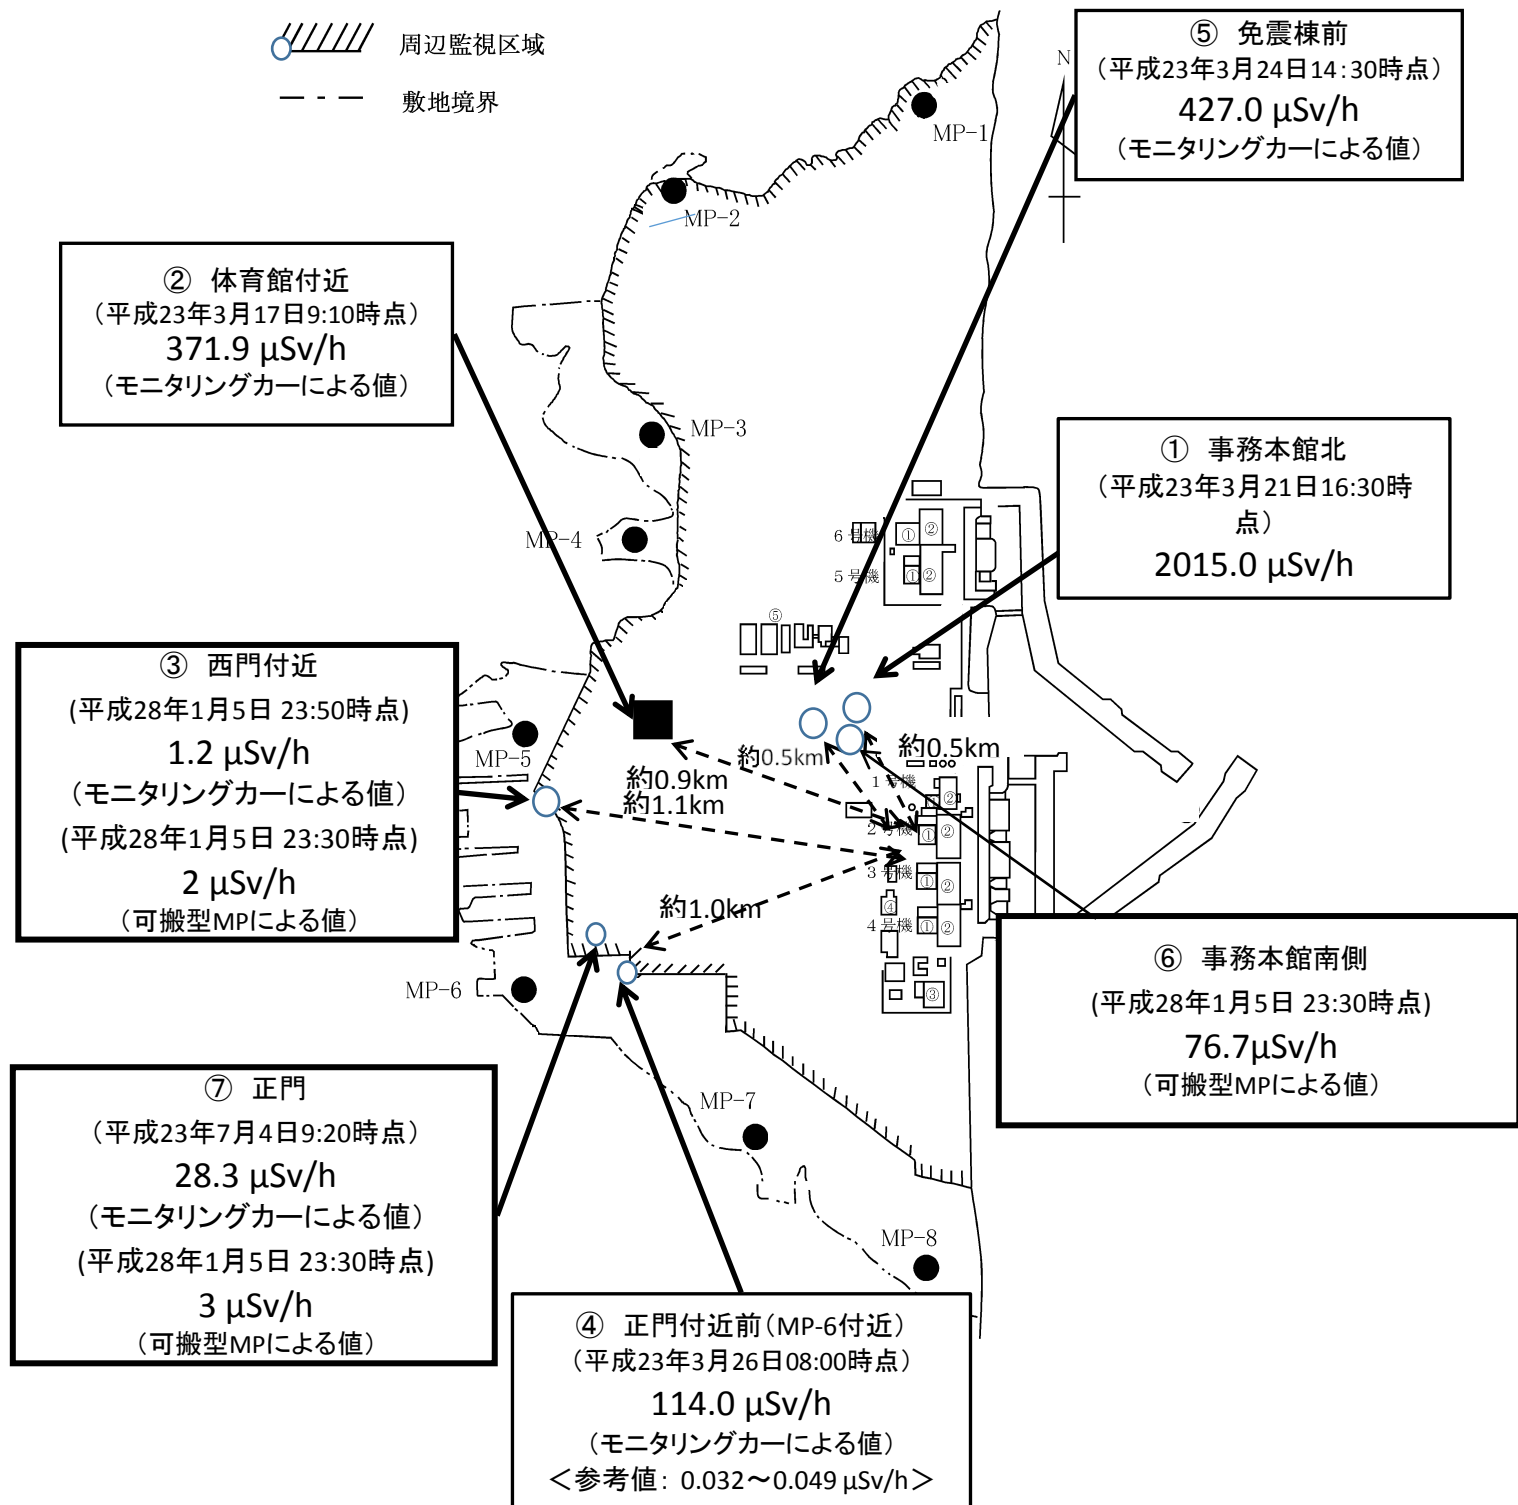 周辺監視区域
敷地境界
⑤ 免震棟前
（平成23年3月24日14:30時点）
427.0 μSv/h
（モニタリングカーによる値）
N
MP-1
MP-2
② 体育館付近
（平成23年3月17日9:10時点）
371.9 μSv/h
（モニタリングカーによる値）
MP-3
① 事務本館北
（平成23年3月21日16:30時
点）
2015.0 μSv/h
MP-4
６号機
①
②
５号機
①
②
⑤
③ 西門付近
(平成28年1月5日 23:50時点)
1.2 μSv/h
（モニタリングカーによる値）
(平成28年1月5日 23:30時点)
2 μSv/h
（可搬型MPによる値）
MP-5
約0.5km
約0.5km
約0.9km
約1.1km
１号機
①
②
２号機
①
②
３号機
①
②
④
４号機
①
②
約1.0km
③
MP-6
⑥ 事務本館南側
(平成28年1月5日 23:30時点)
76.7μSv/h
（可搬型MPによる値）
⑦ 正門
（平成23年7月4日9:20時点）
28.3 μSv/h
（モニタリングカーによる値）
(平成28年1月5日 23:30時点)
3 μSv/h
（可搬型MPによる値）
MP-7
MP-8
④ 正門付近前（MP-6付近）
（平成23年3月26日08:00時点）
114.0 μSv/h
（モニタリングカーによる値）
＜参考値：0.032～0.049 μSv/h＞